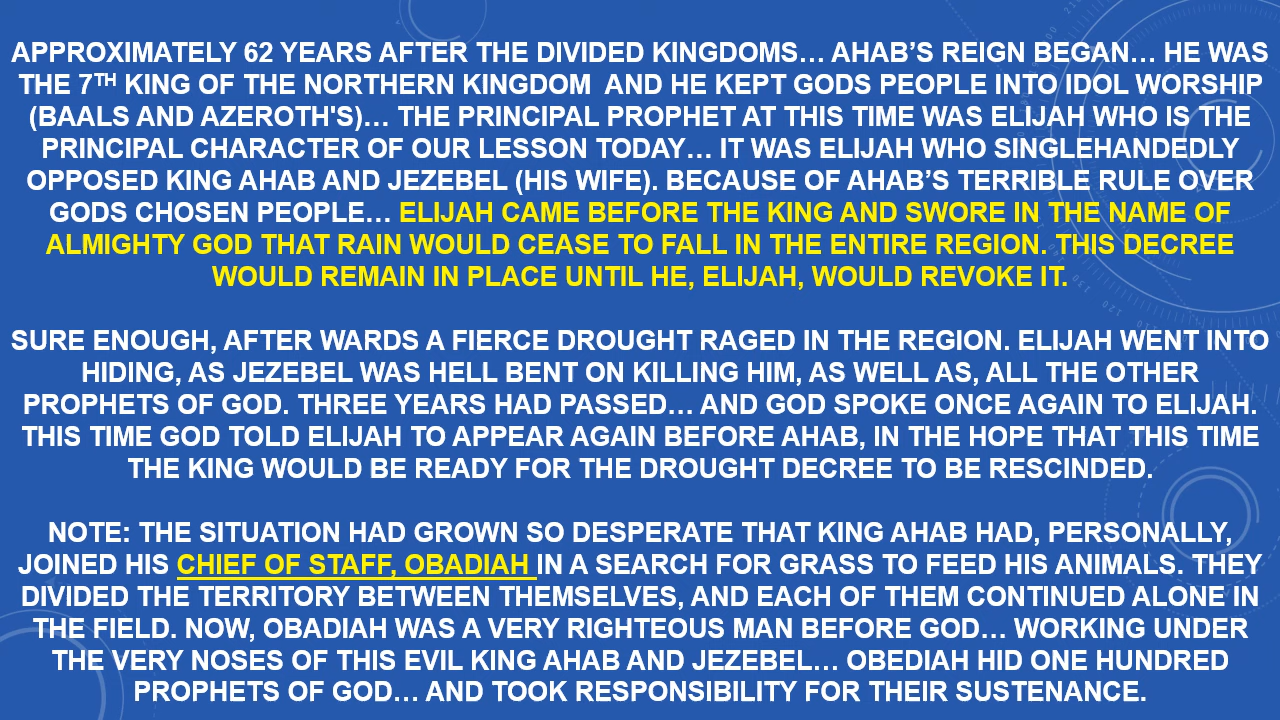 APPROXIMATELY 62 YEARS AFTER THE DIVIDED KINGDOMS… AHAB’S REIGN BEGAN… HE WAS
THE 7TH KING OF THE NORTHERN KINGDOM AND HE KEPT GODS PEOPLE INTO IDOL WORSHIP
(BAALS AND AZEROTH'S)… THE PRINCIPAL PROPHET AT THIS TIME WAS ELIJAH WHO IS THE
PRINCIPAL CHARACTER OF OUR LESSON TODAY… IT WAS ELIJAH WHO SINGLEHANDEDLY
OPPOSED KING AHAB AND JEZEBEL (HIS WIFE). BECAUSE OF AHAB’S TERRIBLE RULE OVER
GODS CHOSEN PEOPLE… ELIJAH CAME BEFORE THE KING AND SWORE IN THE NAME OF
ALMIGHTY GOD THAT RAIN WOULD CEASE TO FALL IN THE ENTIRE REGION. THIS DECREE
WOULD REMAIN IN PLACE UNTIL HE, ELIJAH, WOULD REVOKE IT.
SURE ENOUGH, AFTER WARDS A FIERCE DROUGHT RAGED IN THE REGION. ELIJAH WENT INTO
HIDING, AS JEZEBEL WAS HELL BENT ON KILLING HIM, AS WELL AS, ALL THE OTHER
PROPHETS OF GOD. THREE YEARS HAD PASSED… AND GOD SPOKE ONCE AGAIN TO ELIJAH.
THIS TIME GOD TOLD ELIJAH TO APPEAR AGAIN BEFORE AHAB, IN THE HOPE THAT THIS TIME
THE KING WOULD BE READY FOR THE DROUGHT DECREE TO BE RESCINDED.
NOTE: THE SITUATION HAD GROWN SO DESPERATE THAT KING AHAB HAD, PERSONALLY,
JOINED HIS CHIEF OF STAFF, OBADIAH IN A SEARCH FOR GRASS TO FEED HIS ANIMALS. THEY
DIVIDED THE TERRITORY BETWEEN THEMSELVES, AND EACH OF THEM CONTINUED ALONE IN
THE FIELD. NOW, OBADIAH WAS A VERY RIGHTEOUS MAN BEFORE GOD… WORKING UNDER
THE VERY NOSES OF THIS EVIL KING AHAB AND JEZEBEL… OBEDIAH HID ONE HUNDRED
PROPHETS OF GOD… AND TOOK RESPONSIBILITY FOR THEIR SUSTENANCE.